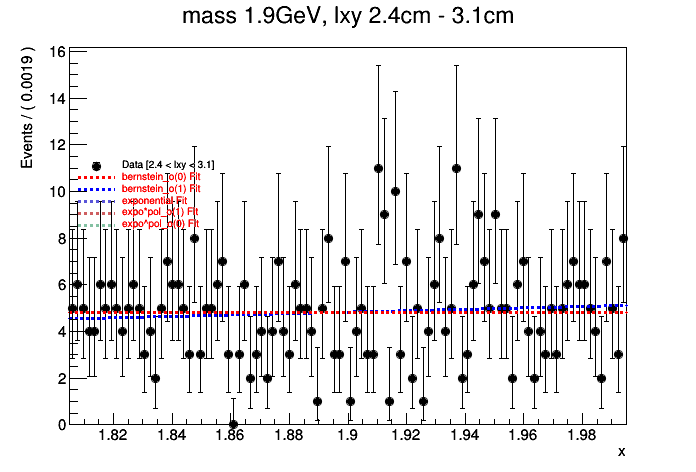 mass 1.9GeV, lxy 2.4cm - 3.1cm
Events / ( 0.0019 )
16
14
12
10
8
6
4
2
0
Data [2.4 < lxy < 3.1]
bernstein_o(0) Fit
bernstein_o(1) Fit
exponential Fit
expo*pol_o(1) Fit
expo^pol_o(0) Fit
1.82 1.84 1.86 1.88 1.9 1.92 1.94 1.96 1.98
x